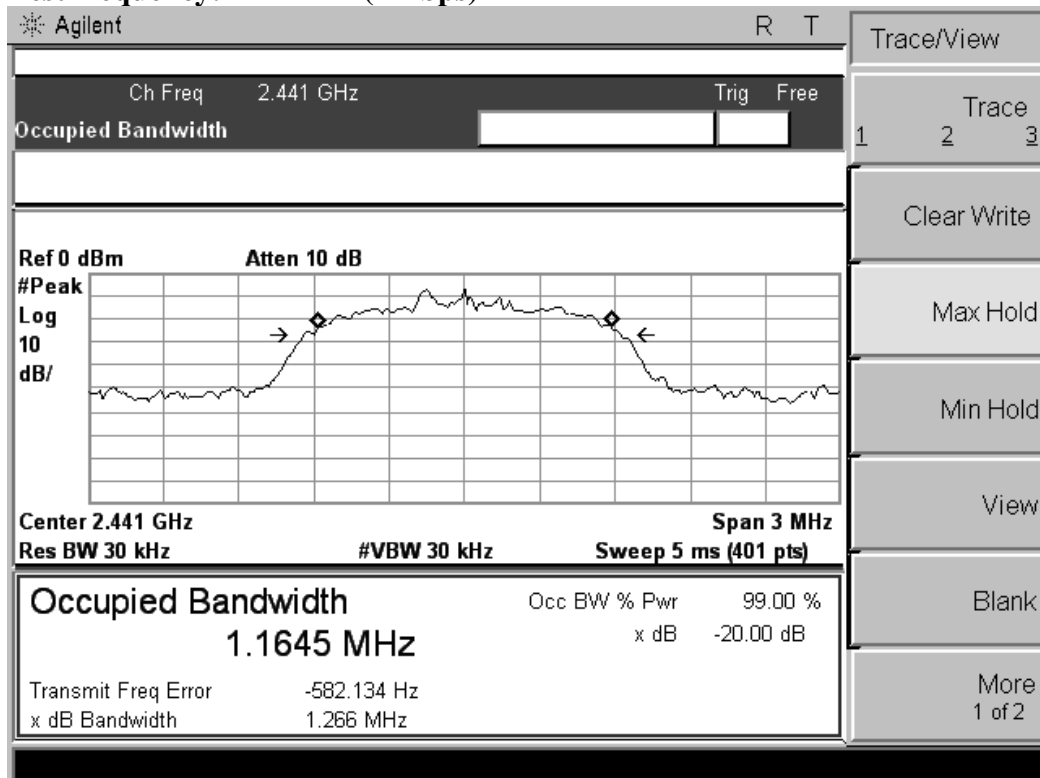 Agilent R T
Trace/View
Ch Freq 2.441 GHz Trig Free
Occupied Bandwidth
Trace
1 2 3
Clear Write
Max Hold
Min Hold
View
Blank
More
1 of 2
Ref 0 dBm Atten 10 dB
#Peak
Log
10
dB/
Center 2.441 GHz Span 3 MHz
Res BW 30 kHz #VBW 30 kHz Sweep 5 ms (401 pts)
Occupied Bandwidth Occ BW % Pwr 99.00 %
1.1645 MHz x dB -20.00 dB
Transmit Freq Error -582.134 Hz
x dB Bandwidth 1.266 MHz